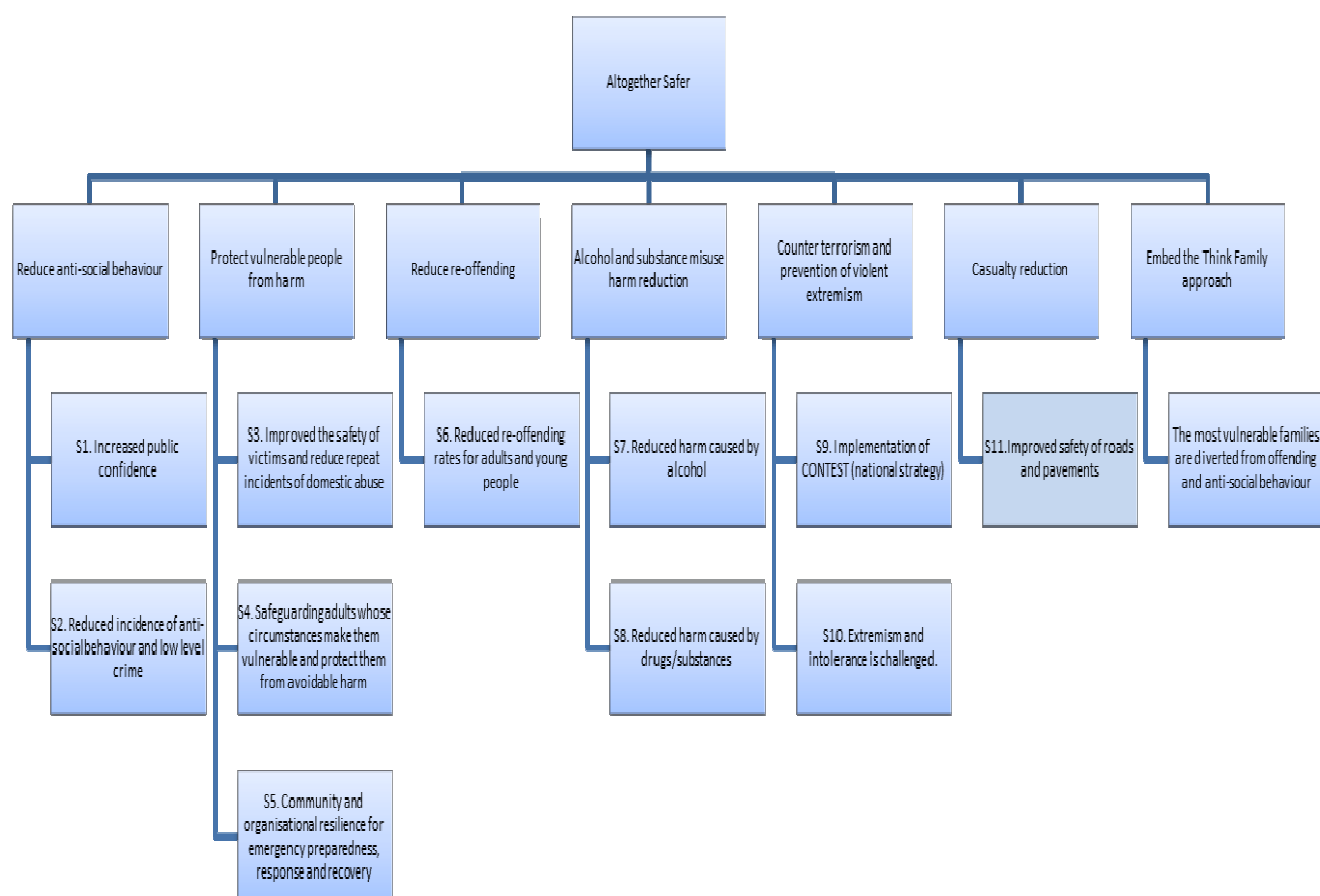 Altogether Safer
Reduce anti-social behaviour
Protect vulnerable people
from harm
Reduce re-offending
Alcohol and substance misuse
harm reduction
Counter terrorism and
prevention of violent
extremism
Casualty reduction
Embed the Think Family
approach
S1. Increased public
confidence
S3. Improved the safety of
victims and reduce repeat
incidents of domestic abuse
S6. Reduced re-offending
rates for adults and young
people
S7. Reduced harm caused by
alcohol
S9. Implementation of
CONTEST (national strategy)
S11.Improved safety of roads
and pavements
The most vulnerable families
are diverted from offending
and anti-social behaviour
S2. Reduced incidence of anti-
social behaviour and low level
crime
S4. Safeguarding adults whose
circumstances make them
vulnerable and protect them
from avoidable harm
S8. Reduced harm caused by
drugs/substances
S10. Extremism and
intolerance is challenged.
S5. Community and
organisational resilience for
emergency preparedness,
response and recovery